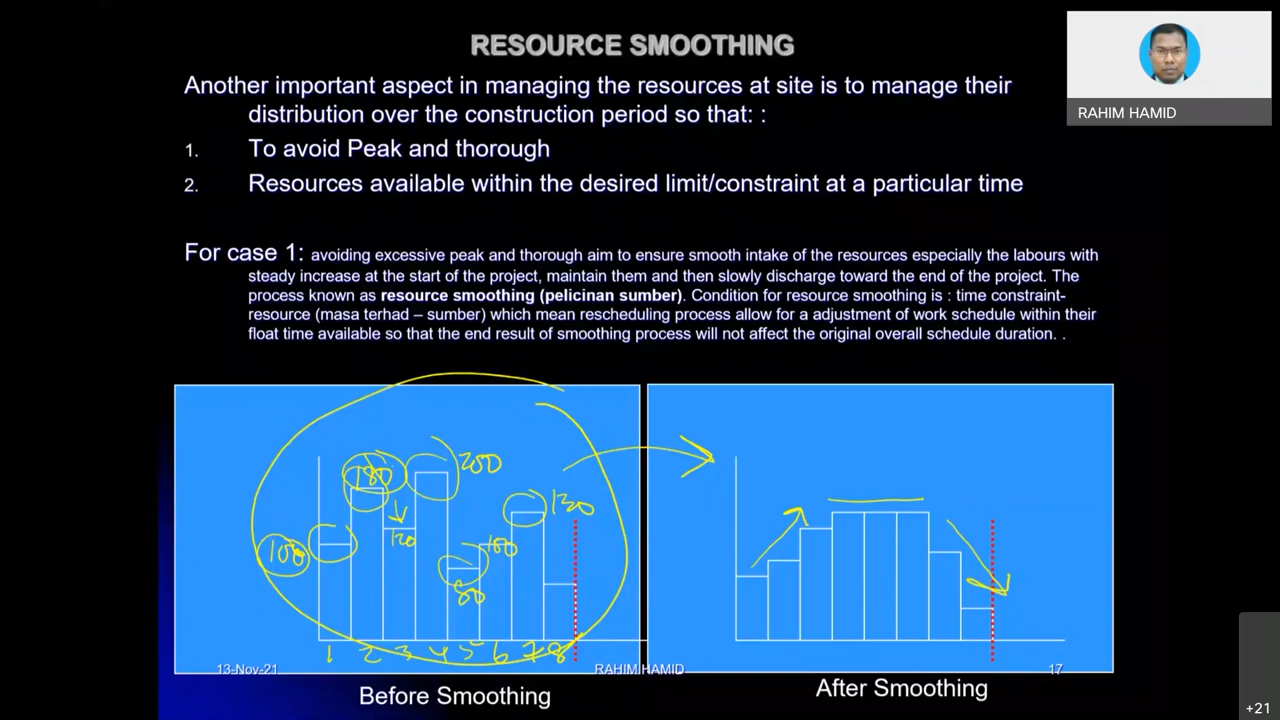 RESOURCE SMOOTHING
RAHIM HAMID
Another important aspect in managing the resources at site is to manage their
distribution over the construction period so that: :
1. To avoid Peak and thorough
2. Resources available within the desired limit/constraint at a particular time
For case 1: avoiding excessive peak and thorough aim to ensure smooth intake of the resources especially the labours with
steady increase at the start of the project, maintain them and then slowly discharge toward the end of the project. The
process known as resource smoothing (pelicinan sumber). Condition for resource smoothing is : time constraint-
resource (masa terhad – sumber) which mean rescheduling process allow for a adjustment of work schedule within their
float time available so that the end result of smoothing process will not affect the original overall schedule duration. .
180
200
130
120
100
100
80
1 2 3 4 5 6 7 8
13-Nov-21
RAHIM HAMID
17
Before Smoothing
After Smoothing
+21